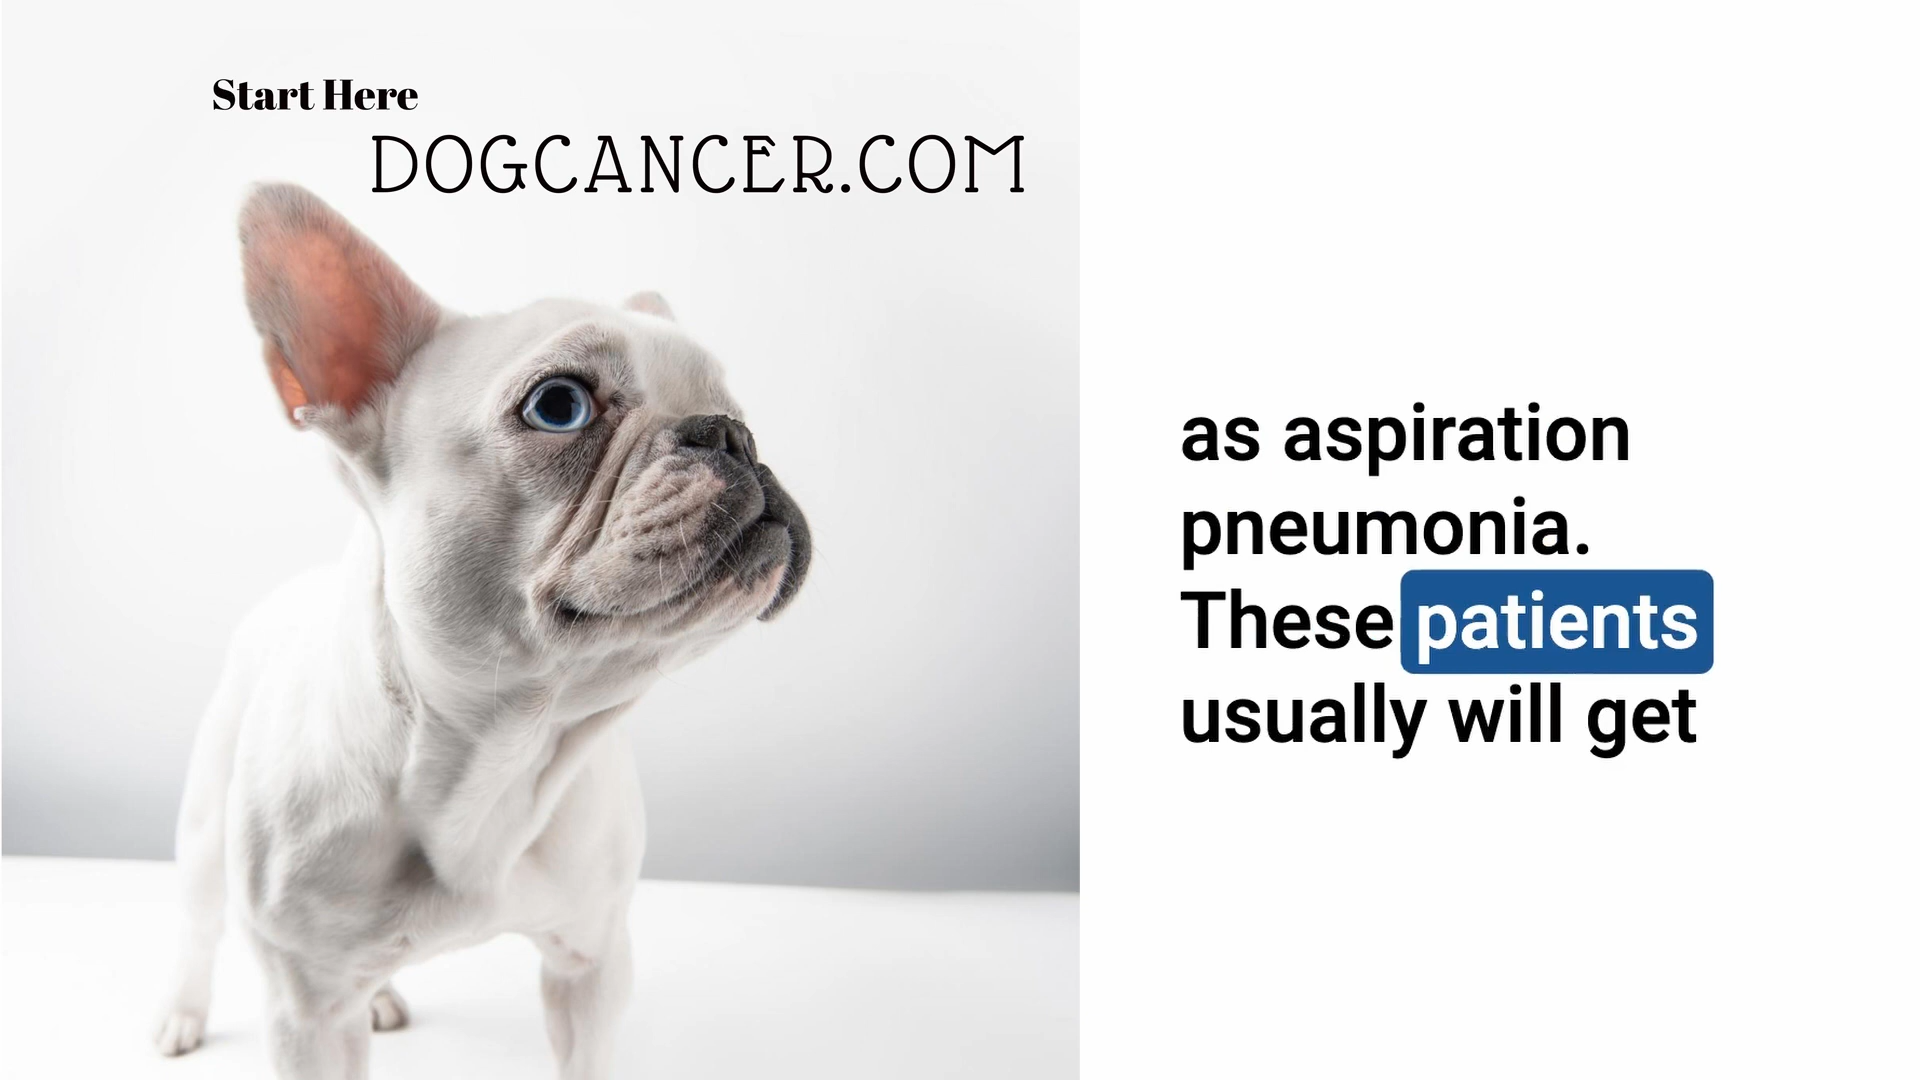 Start Here
DOGCANCER.COM
as aspiration
pneumonia.
These patients
usually will get